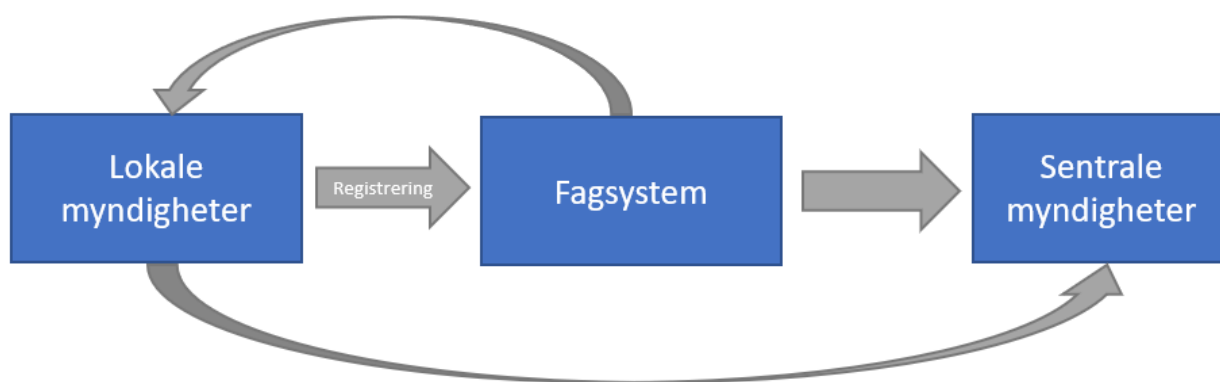 Lokale
myndigheter
Registrering
Fagsystem
Sentrale
myndigheter